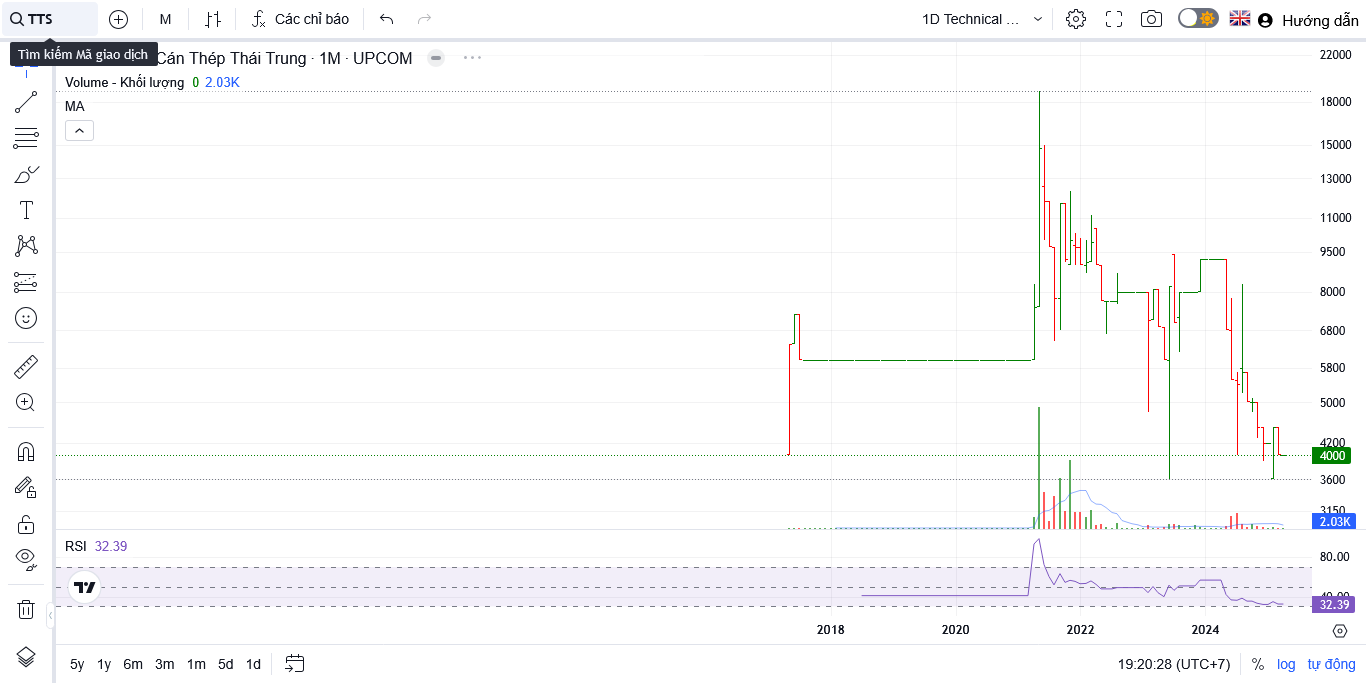 TTS M Các chỉ báo 1D Technical ... Hướng dẫn
Tìm kiếm Mã giao dịch
Cán Thép Thái Trung · 1M · UPCOM
Volume - Khối lượng 0 2.03K
MA
22000
18000
15000
13000
11000
9500
8000
6800
5800
5000
4200
4000
3600
3150
2.03K
RSI 32.39
80.00
40.00
32.39
2018 2020 2022 2024
5y 1y 6m 3m 1m 5d 1d 19:20:28 (UTC+7) % log tự động